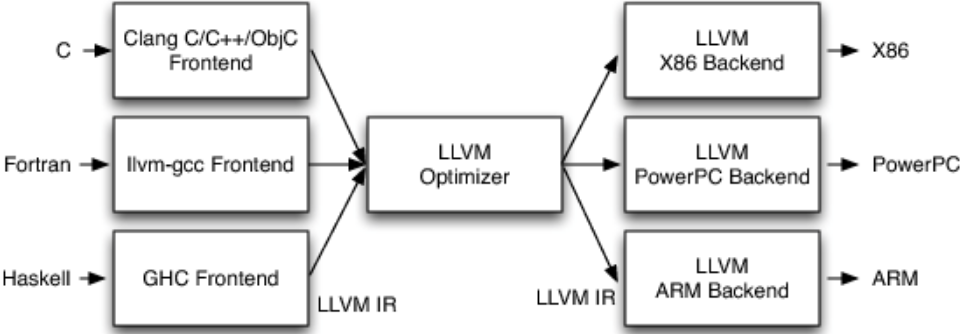 C
Clang C/C++/ObjC
Frontend
LLVM
X86 Backend
X86
Fortran
llvm-gcc Frontend
LLVM
Optimizer
LLVM
PowerPC Backend
PowerPC
Haskell
GHC Frontend
LLVM IR
LLVM IR
LLVM
ARM Backend
ARM